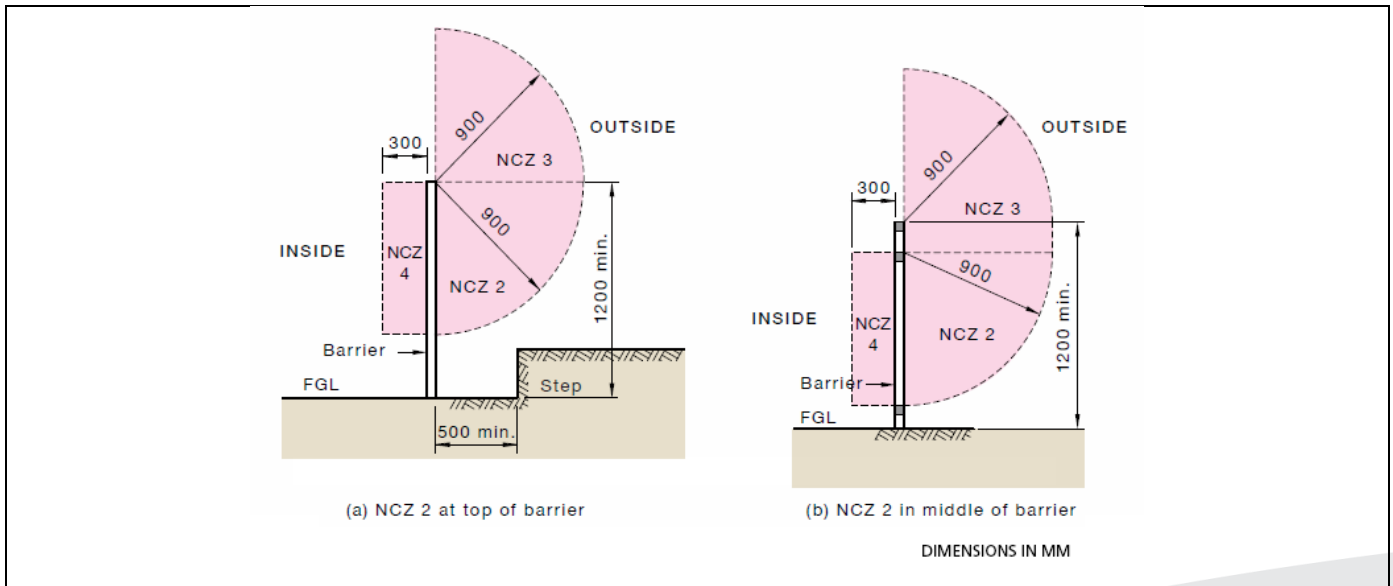 900
OUTSIDE
300
NCZ 3
900
INSIDE
NCZ
4
NCZ 2
1200 min.
Barrier
FGL
Step
500 min.
(a) NCZ 2 at top of barrier
900
OUTSIDE
300
NCZ 3
900
INSIDE
NCZ
4
NCZ 2
1200 min.
Barrier
FGL
(b) NCZ 2 in middle of barrier
DIMENSIONS IN MM